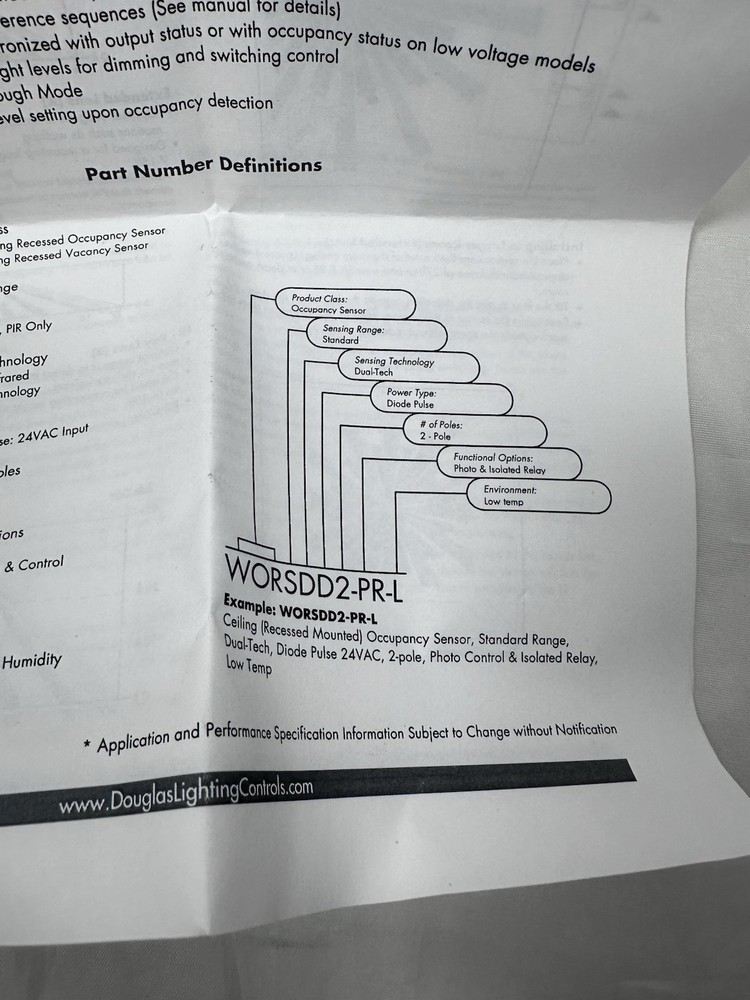 erence sequences (See manual for details)
ronized with output status or with occupancy status on low voltage models
ght levels for dimming and switching control
ough Mode
evel setting upon occupancy detection
Part Number Definitions
ss
ng Recessed Occupancy Sensor
ng Recessed Vacancy Sensor
nge
, PIR Only
hnology
rared
nnology
se: 24VAC Input
oles
ions
& Control
Humidity
Product Class:
Occupancy Sensor
Sensing Range:
Standard
Sensing Technology
Dual-Tech
Power Type:
Diode Pulse
# of Poles:
2 - Pole
Functional Options:
Photo & Isolated Relay
Environment:
Low temp
WORSDD2-PR-L
Example: WORSDD2-PR-L
Ceiling (Recessed Mounted) Occupancy Sensor, Standard Range,
Dual-Tech, Diode Pulse 24VAC, 2-pole, Photo Control & Isolated Relay,
Low Temp
* Application and Performance Specification Information Subject to Change without Notification
www.DouglasLightingControls.com